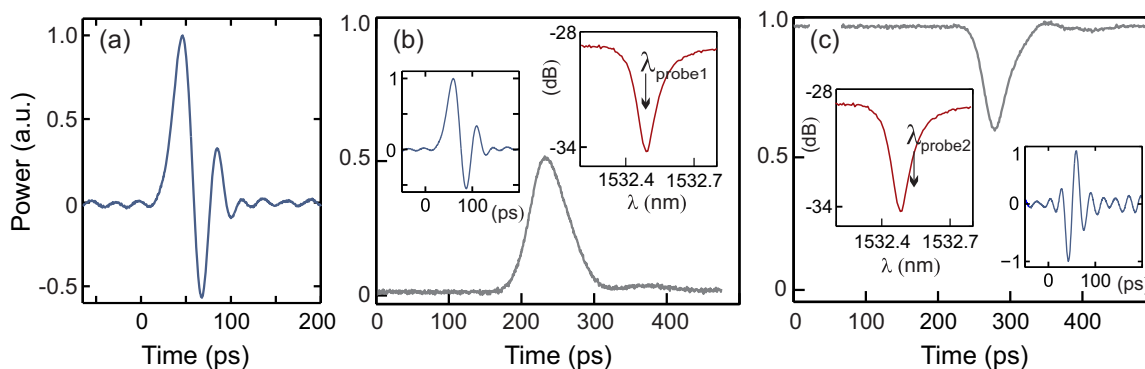 (a)
Power (a.u.)
1.0
0.5
0
-0.5
0 100 200
Time (ps)
(b)
1.0
0.5
0
0 100 200 300 400
Time (ps)
1
0
0 100 (ps)
-28
(dB)
-34
λprobe1
1532.4 1532.7
λ (nm)
(c)
1.0
0.5
0
0 100 200 300 400
Time (ps)
-28
(dB)
-34
λprobe2
1532.4 1532.7
λ (nm)
1
0
−1
0 100 (ps)